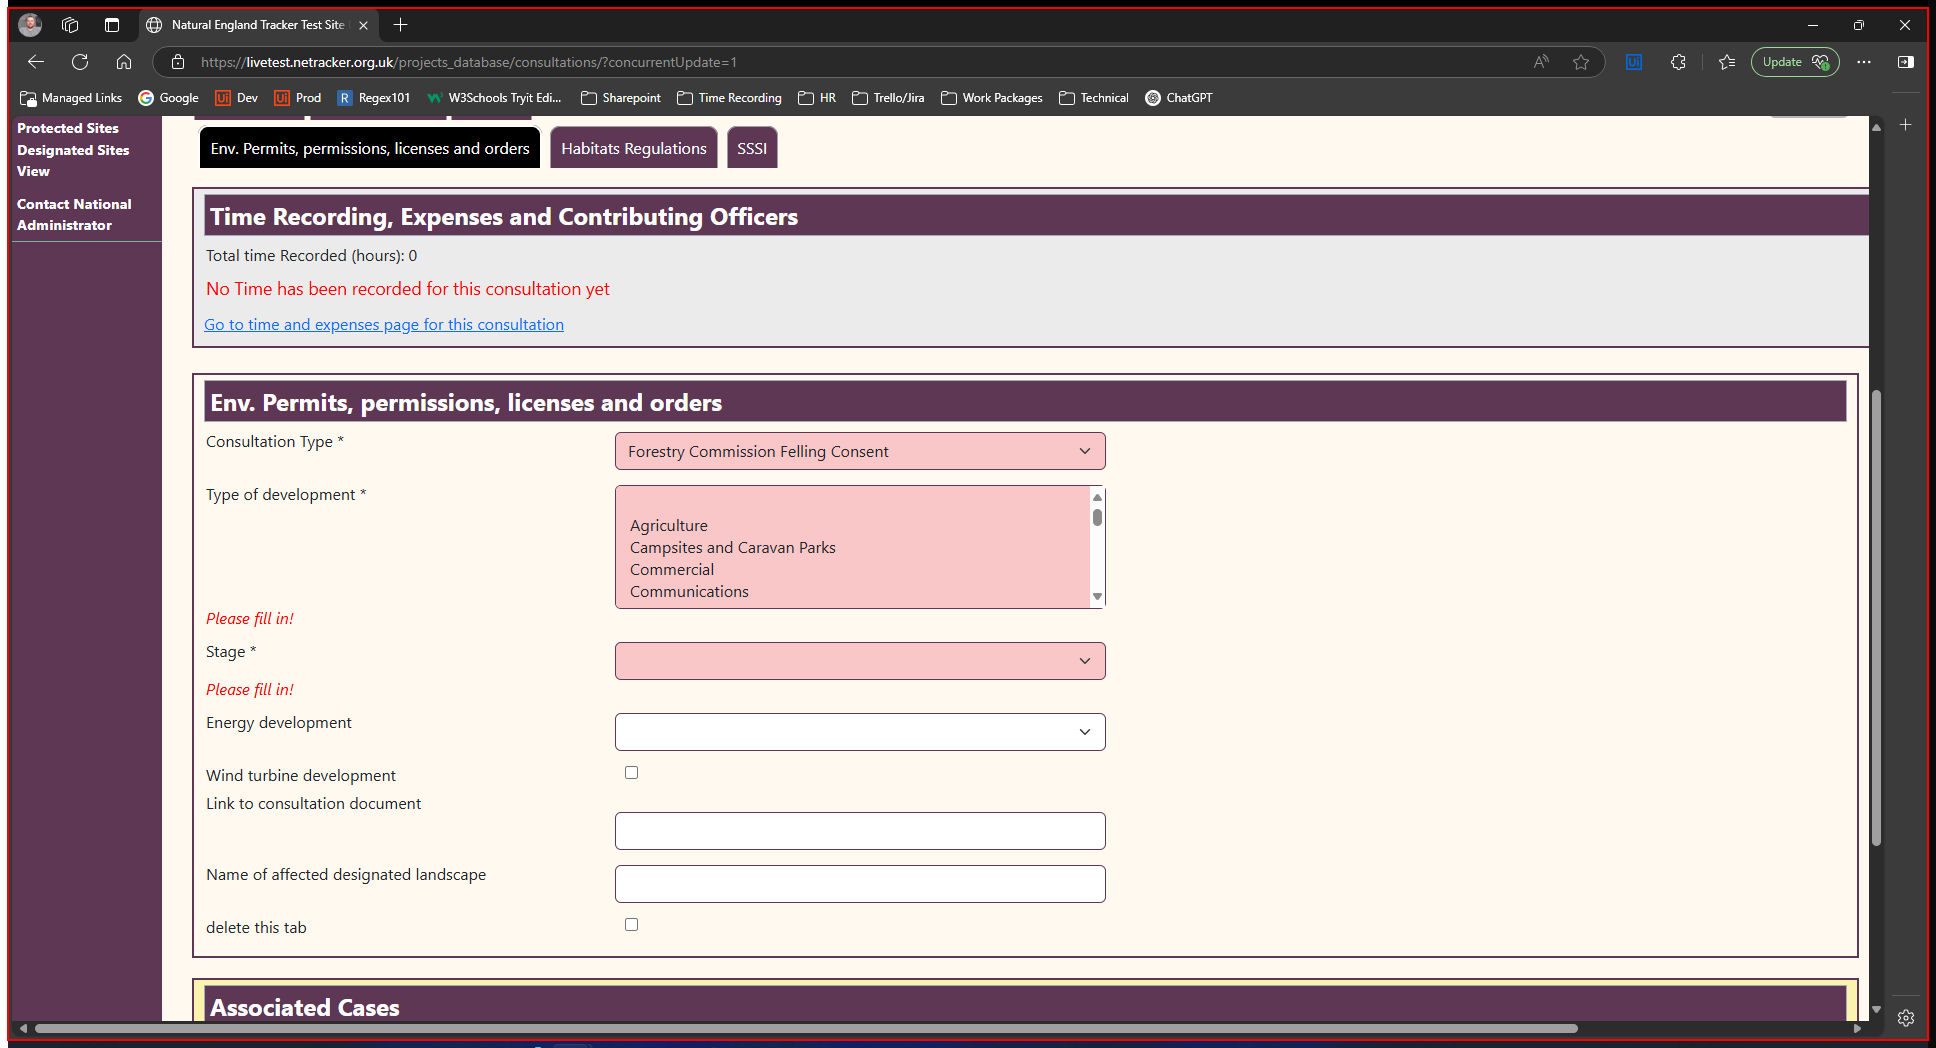 Natural England Tracker Test Site
https://livetest.netracker.org.uk/projects_database/consultations/?concurrentUpdate=1
Update
Managed Links
Google
Dev
Prod
Regex101
W3Schools Tryit Edi...
Sharepoint
Time Recording
HR
Trello/Jira
Work Packages
Technical
ChatGPT
Protected Sites
Designated Sites
View
Contact National
Administrator
Env. Permits, permissions, licenses and orders
Habitats Regulations
SSSI
Time Recording, Expenses and Contributing Officers
Total time Recorded (hours): 0
No Time has been recorded for this consultation yet
Go to time and expenses page for this consultation
Env. Permits, permissions, licenses and orders
Consultation Type *
Forestry Commission Felling Consent
Type of development *
Agriculture
Campsites and Caravan Parks
Commercial
Communications
Please fill in!
Stage *
Please fill in!
Energy development
Wind turbine development
Link to consultation document
Name of affected designated landscape
delete this tab
Associated Cases